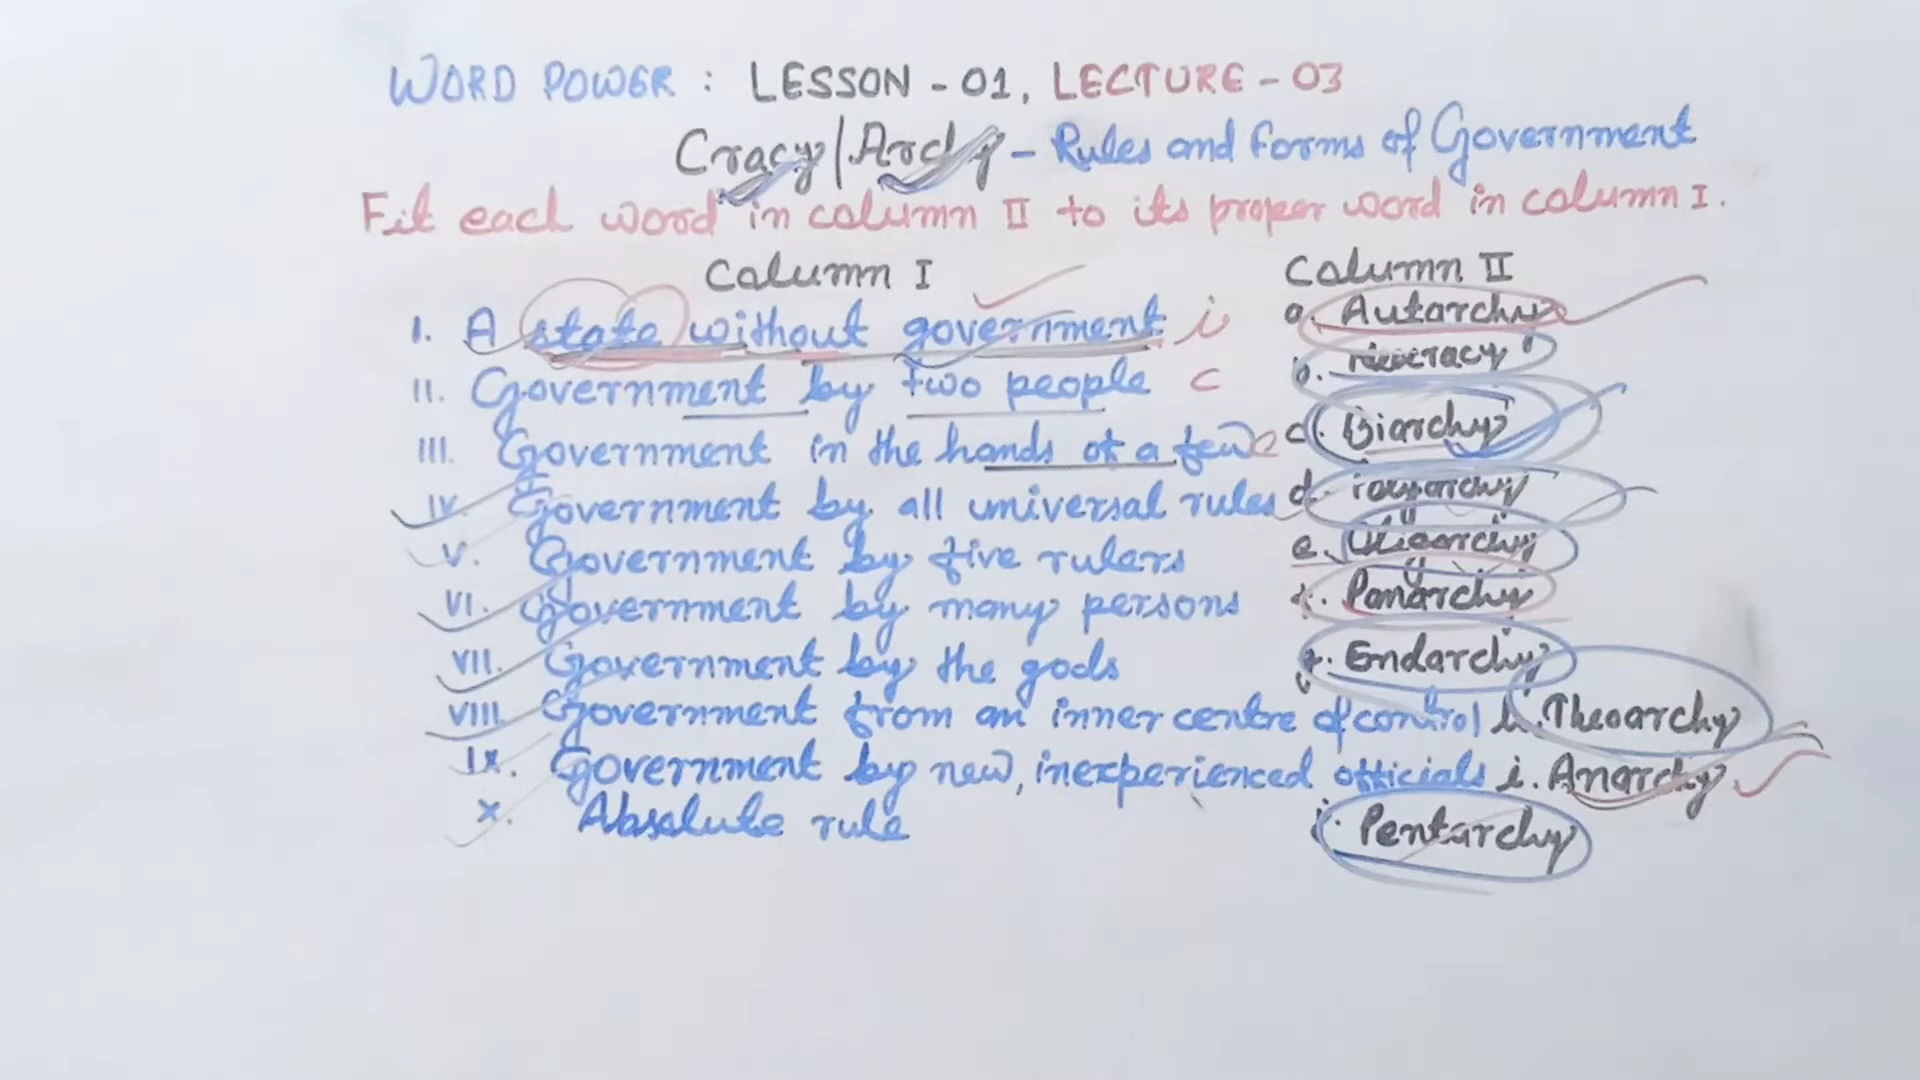 WORD POWER : LESSON - 01, LECTURE - 03
Cracy/Archy - Rules and forms of Government
Fit each word in column II to its proper word in column I.
Column I Column II
I. A state without government i a. Autarchy
II. Government by two people c b.
III. Government in the hands of a few e c. Biarchy
IV. Government by all universal rules d.
V. Government by five rulers e. Oligarchy
VI. Government by many persons f. Panarchy
VII. Government by the gods g. Endarchy
VIII. Government from an inner centre of control h. Theoarchy
IX. Government by new, inexperienced officials i. Anarchy
X. Absolute rule j. Pentarchy